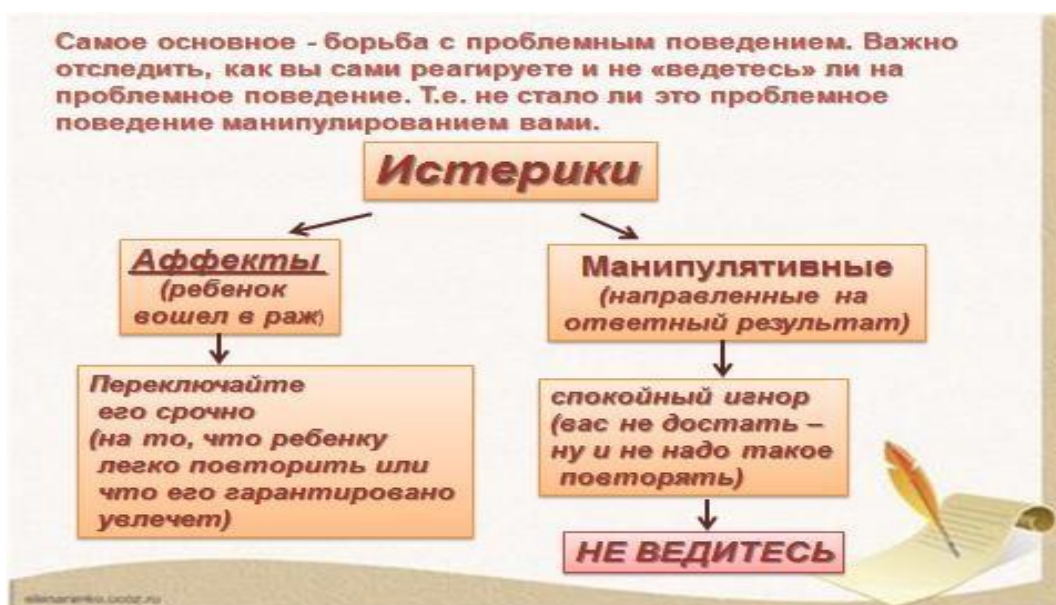 Самое основное - борьба с проблемным поведением. Важно
отследить, как вы сами реагируете и не «ведетесь» ли на
проблемное поведение. Т.е. не стало ли это проблемное
поведение манипулированием вами.
Истерики
Аффекты
(ребенок
вошел в раж)
Манипулятивные
(направленные на
ответный результат)
Переключайте
его срочно
(на то, что ребенку
легко повторить или
что его гарантировано
увлечет)
спокойный игнор
(вас не достать –
ну и не надо такое
повторять)
НЕ ВЕДИТЕСЬ